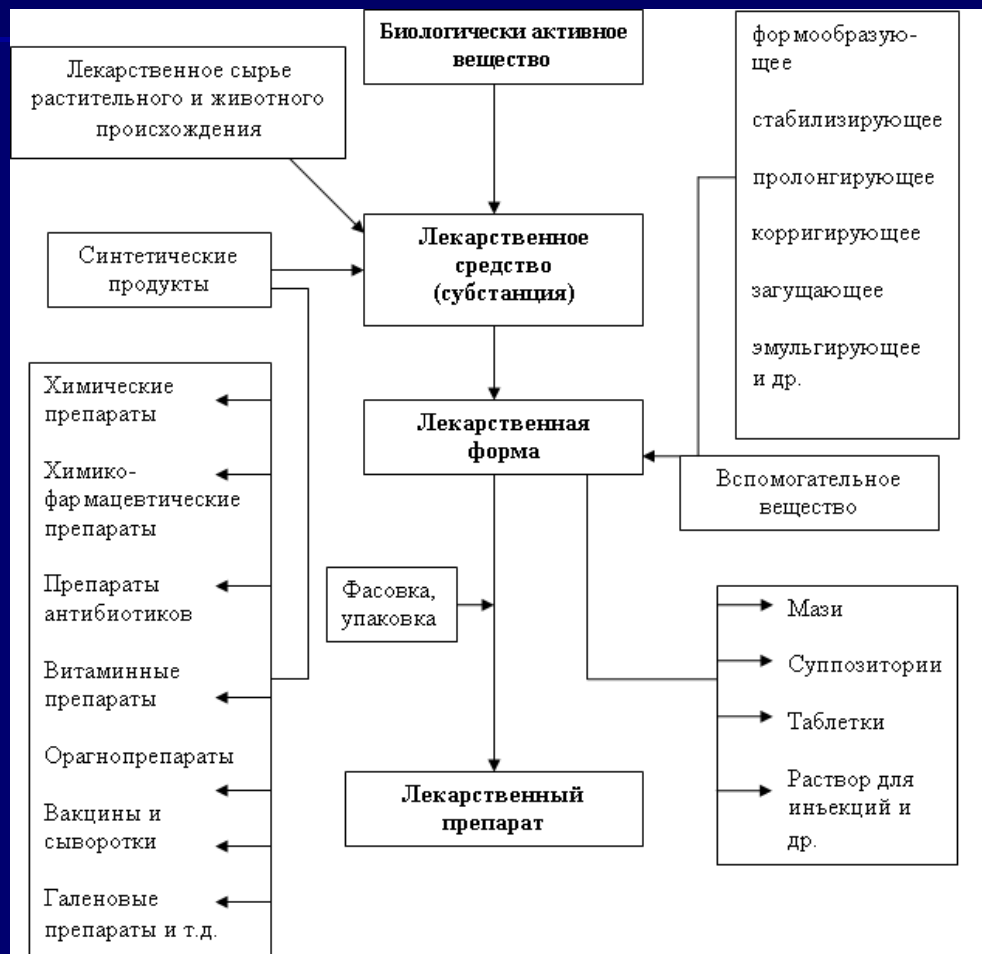 Биологически активное
вещество
Лекарственное сырье
растительного и животного
происхождения
формообразую-
щее
стабилизирующее
пролонгирующее
корригирующее
загущающее
эмульгирующее
и др.
Лекарственное
средство
(субстанция)
Синтетические
продукты
Химические
препараты
Химико-
фармацевтические
препараты
Препараты
антибиотиков
Витаминные
препараты
Орагнопрепараты
Вакцины и
сыворотки
Галеновые
препараты и т.д.
Лекарственная
форма
Вспомогательное
вещество
Фасовка,
упаковка
Мази
Суппозитории
Таблетки
Раствор для
инъекций и
др.
Лекарственный
препарат